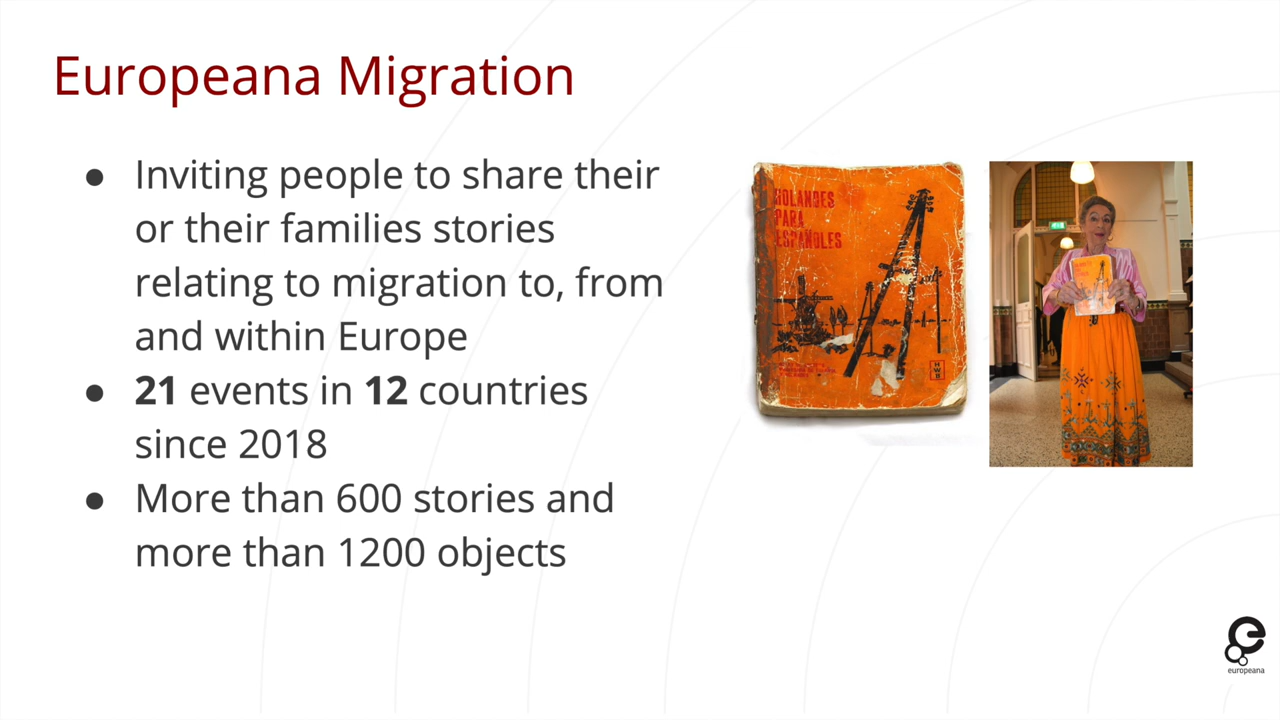 Europeana Migration
● Inviting people to share their
or their families stories
relating to migration to, from
and within Europe
● 21 events in 12 countries
since 2018
● More than 600 stories and
more than 1200 objects
HOLANDES
PARA
ESPAÑOLES
HWB
europeana